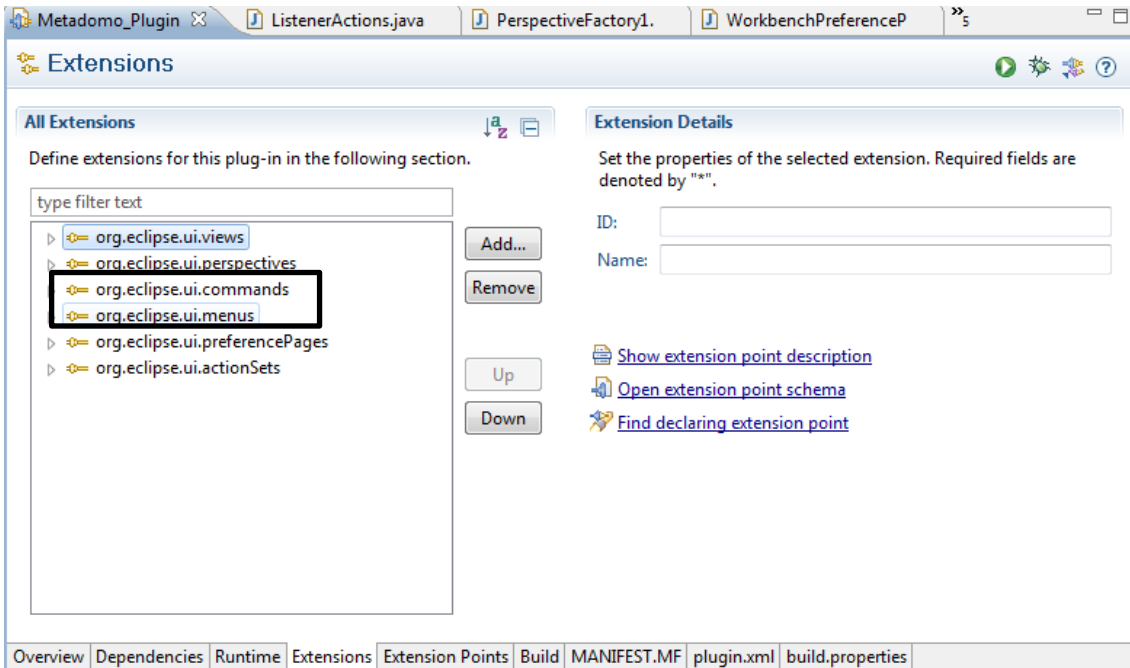 Metadomo_Plugin ListenerActions.java PerspectiveFactory1. WorkbenchPreferenceP »5
Extensions
All Extensions
Define extensions for this plug-in in the following section.
type filter text
org.eclipse.ui.views
org.eclipse.ui.perspectives
org.eclipse.ui.commands
org.eclipse.ui.menus
org.eclipse.ui.preferencePages
org.eclipse.ui.actionSets
Add...
Remove
Up
Down
Extension Details
Set the properties of the selected extension. Required fields are
denoted by "*".
ID:
Name:
Show extension point description
Open extension point schema
Find declaring extension point
Overview Dependencies Runtime Extensions Extension Points Build MANIFEST.MF plugin.xml build.properties